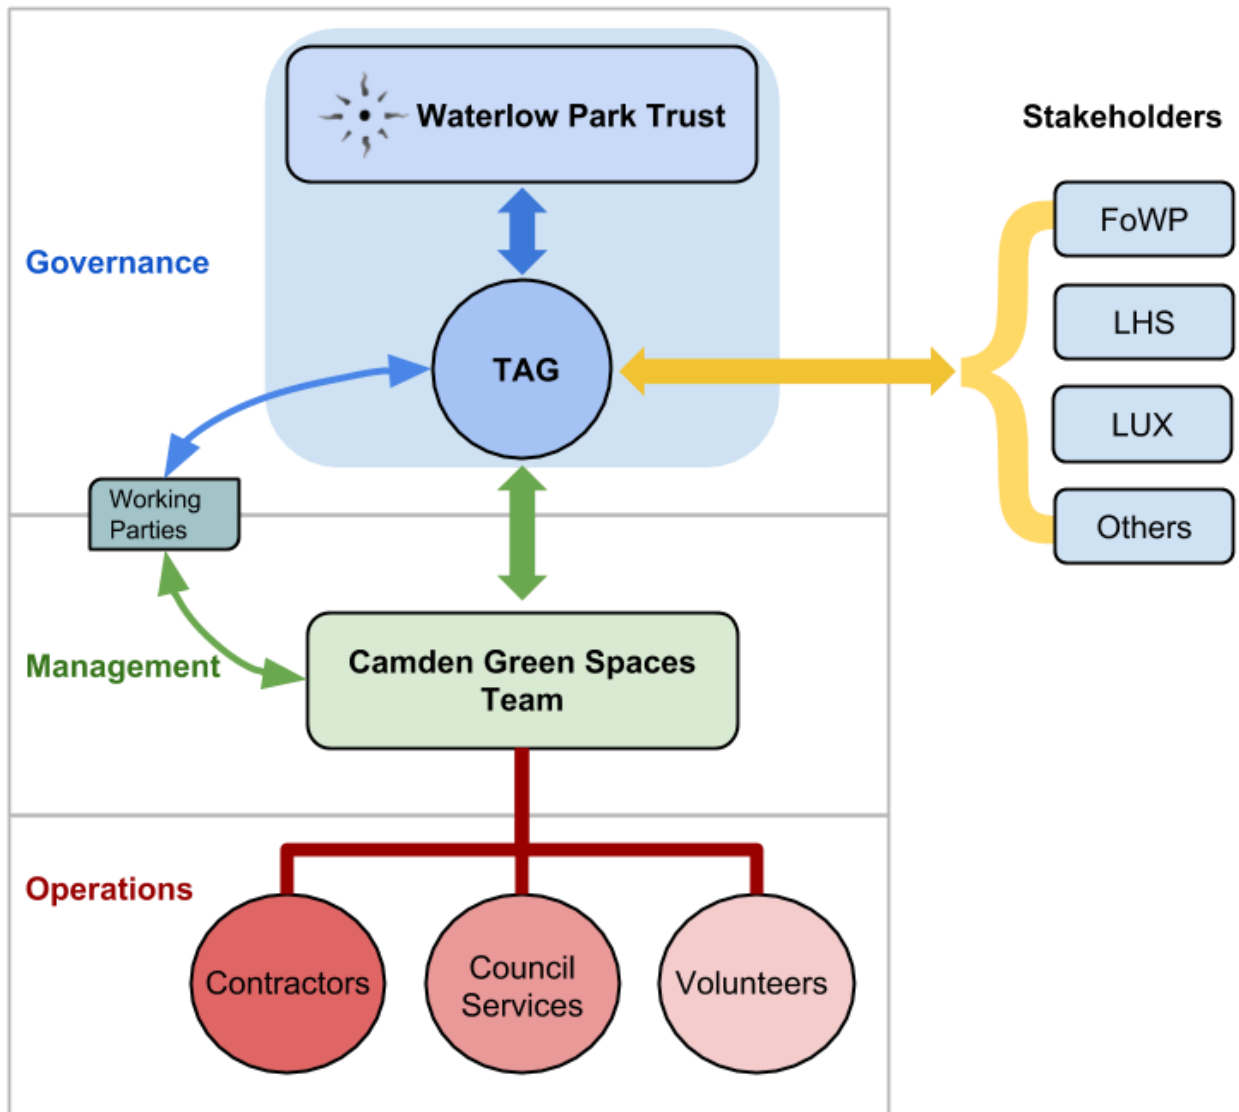 Waterlow Park Trust
Stakeholders
FoWP
Governance
LHS
TAG
LUX
Working
Parties
Others
Camden Green Spaces
Team
Management
Operations
Contractors
Council
Services
Volunteers